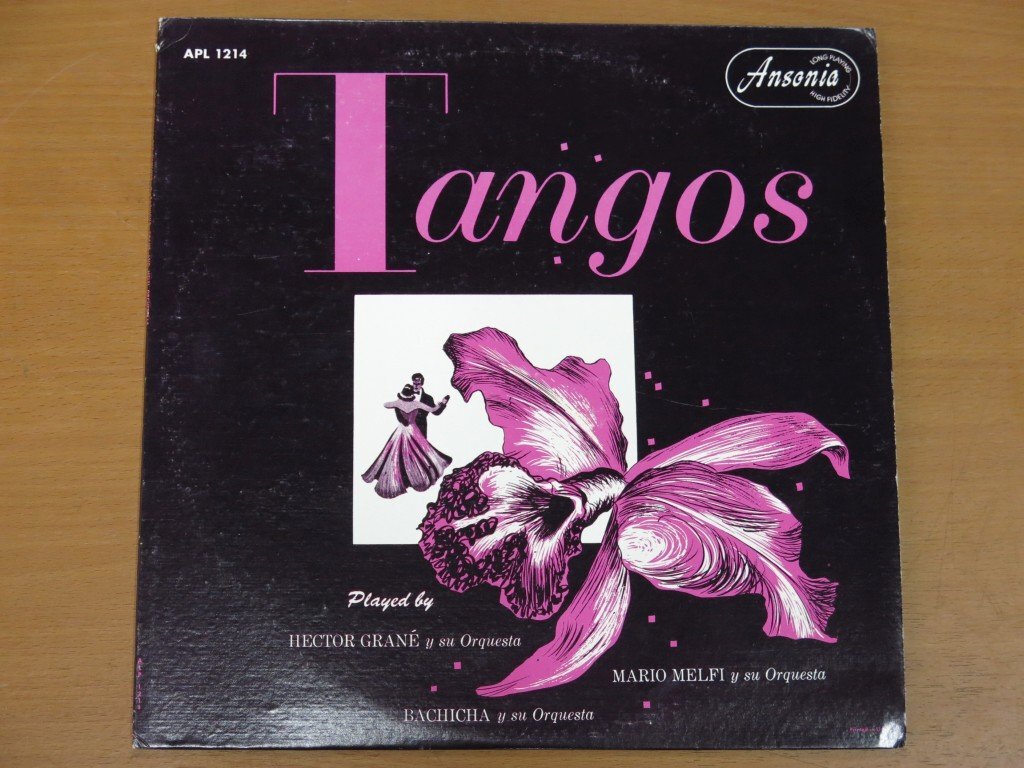 APL 1214
Ansonia
LONG PLAYING
HIGH FIDELITY
Tangos
Played by
HECTOR GRANÉ y su Orquesta
MARIO MELFI y su Orquesta
BACHICHA y su Orquesta